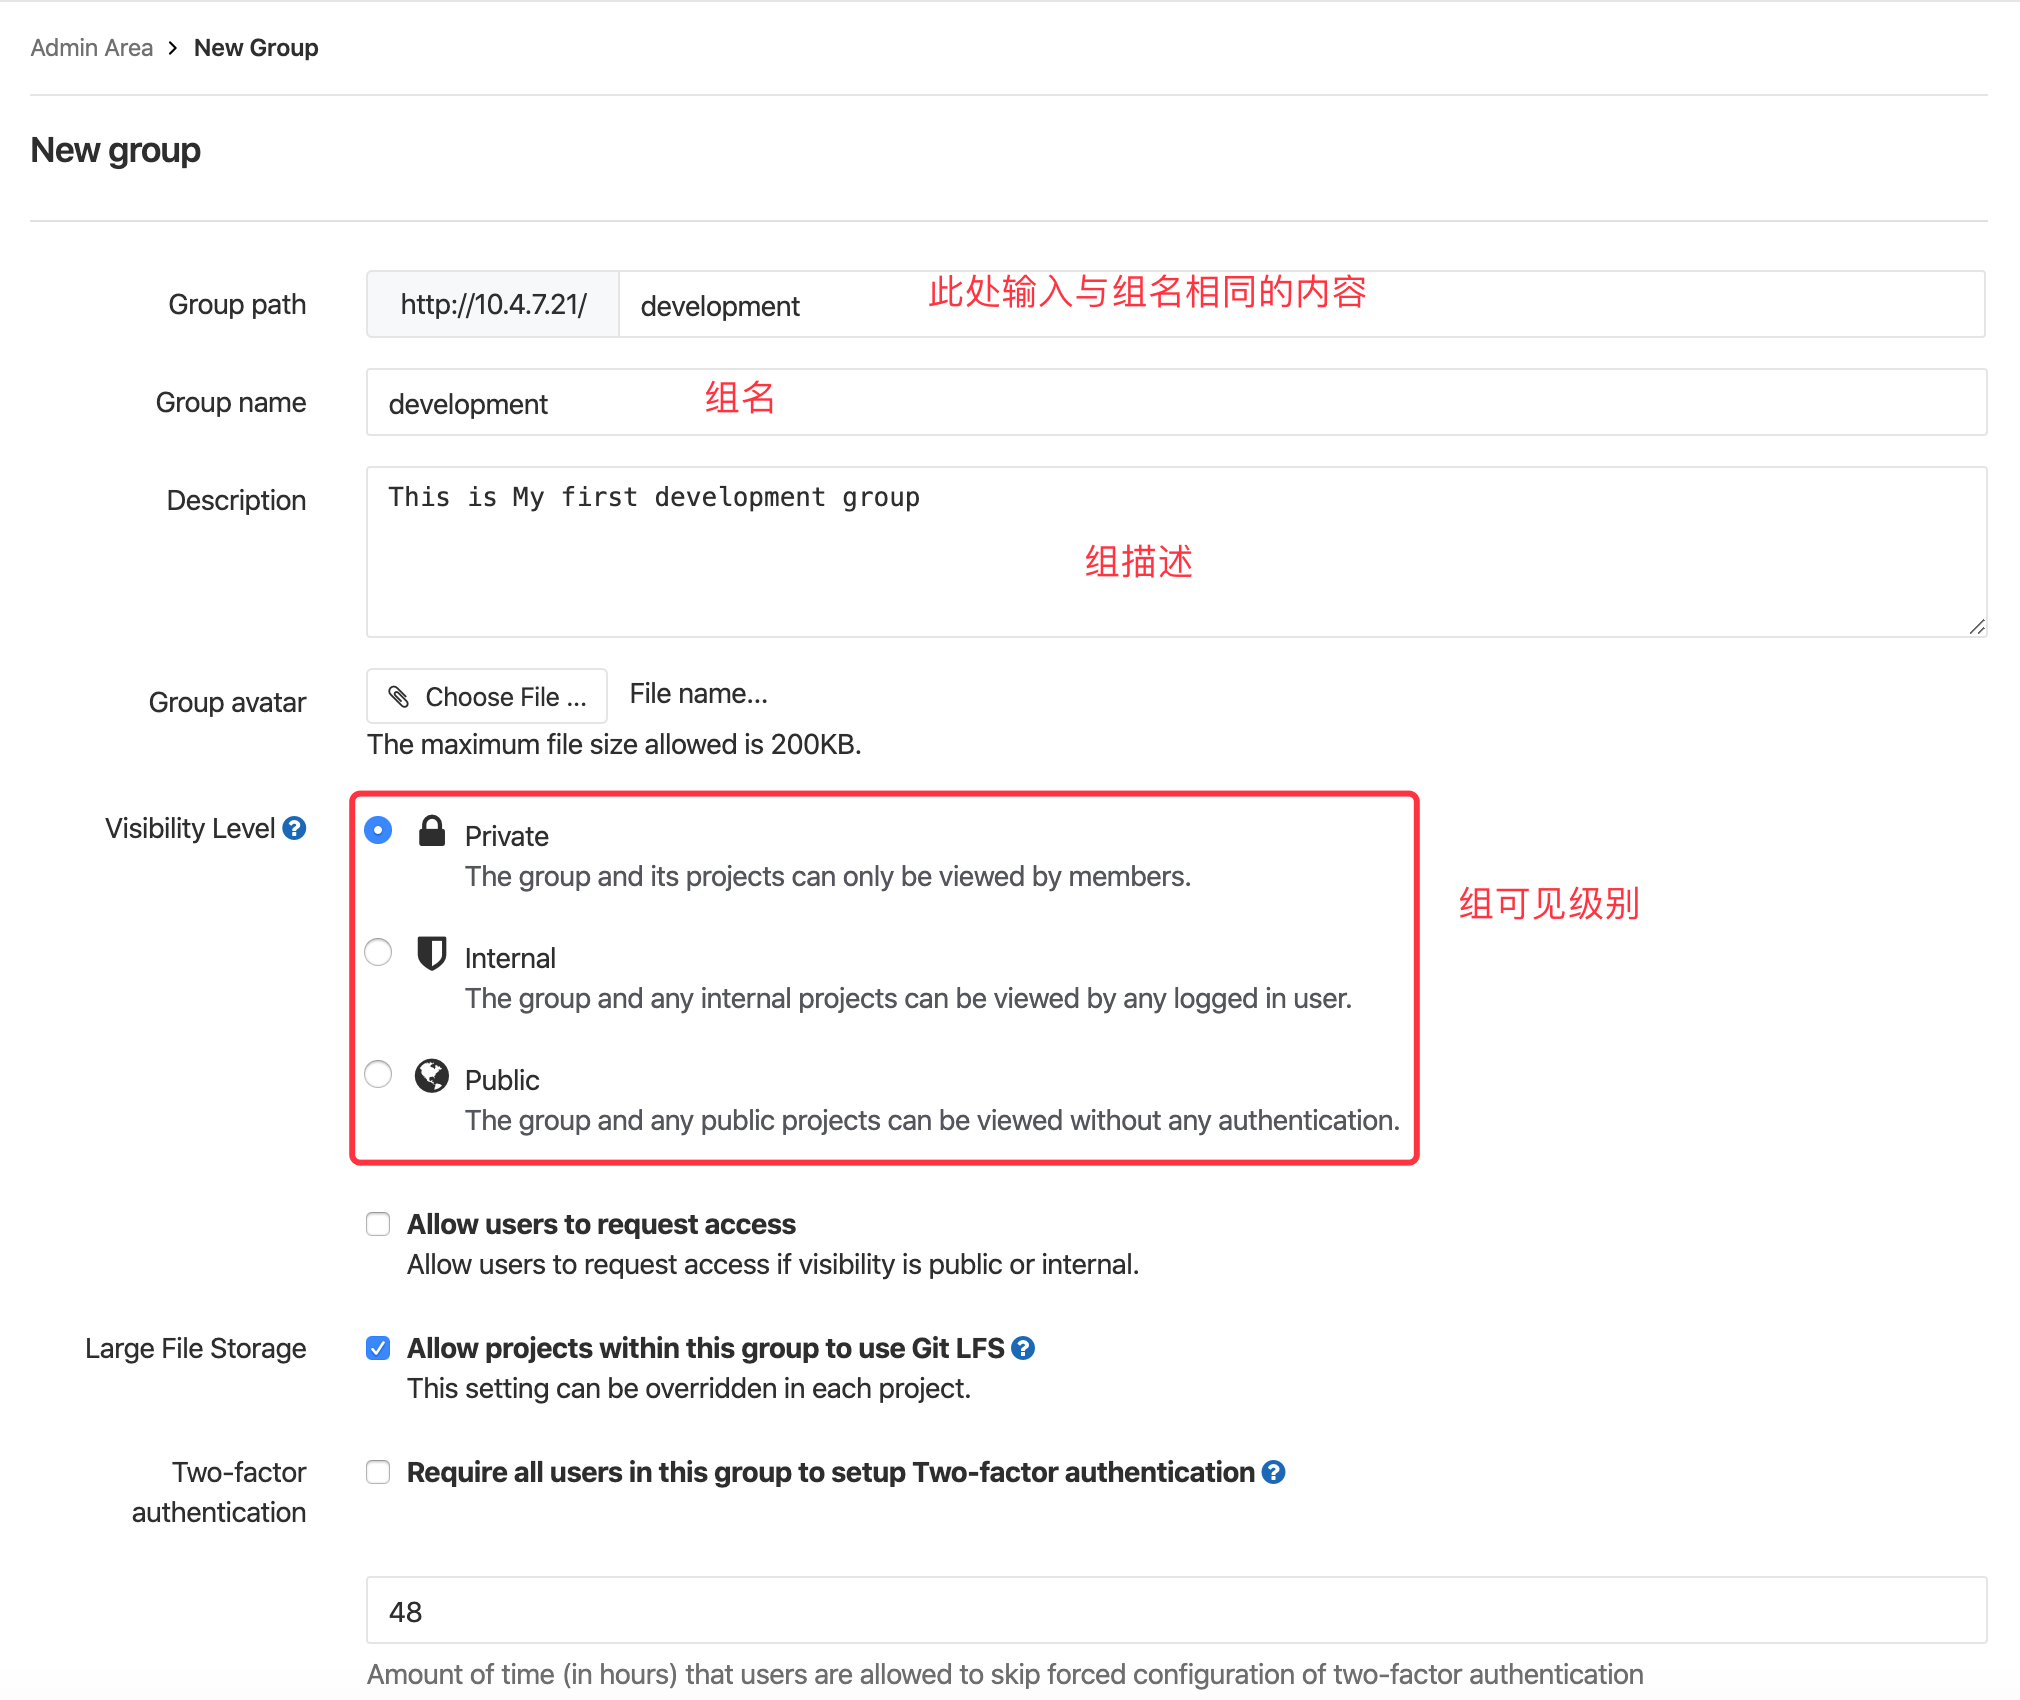 Admin Area > New Group
New group
Group path
http://10.4.7.21/
development
此处输入与组名相同的内容
Group name
development
组名
Description
This is My first development group
组描述
Group avatar
Choose File ...
File name...
The maximum file size allowed is 200KB.
Visibility Level
Private
The group and its projects can only be viewed by members.
组可见级别
Internal
The group and any internal projects can be viewed by any logged in user.
Public
The group and any public projects can be viewed without any authentication.
Allow users to request access
Allow users to request access if visibility is public or internal.
Large File Storage
Allow projects within this group to use Git LFS
This setting can be overridden in each project.
Two-factor
authentication
Require all users in this group to setup Two-factor authentication
48
Amount of time (in hours) that users are allowed to skip forced configuration of two-factor authentication